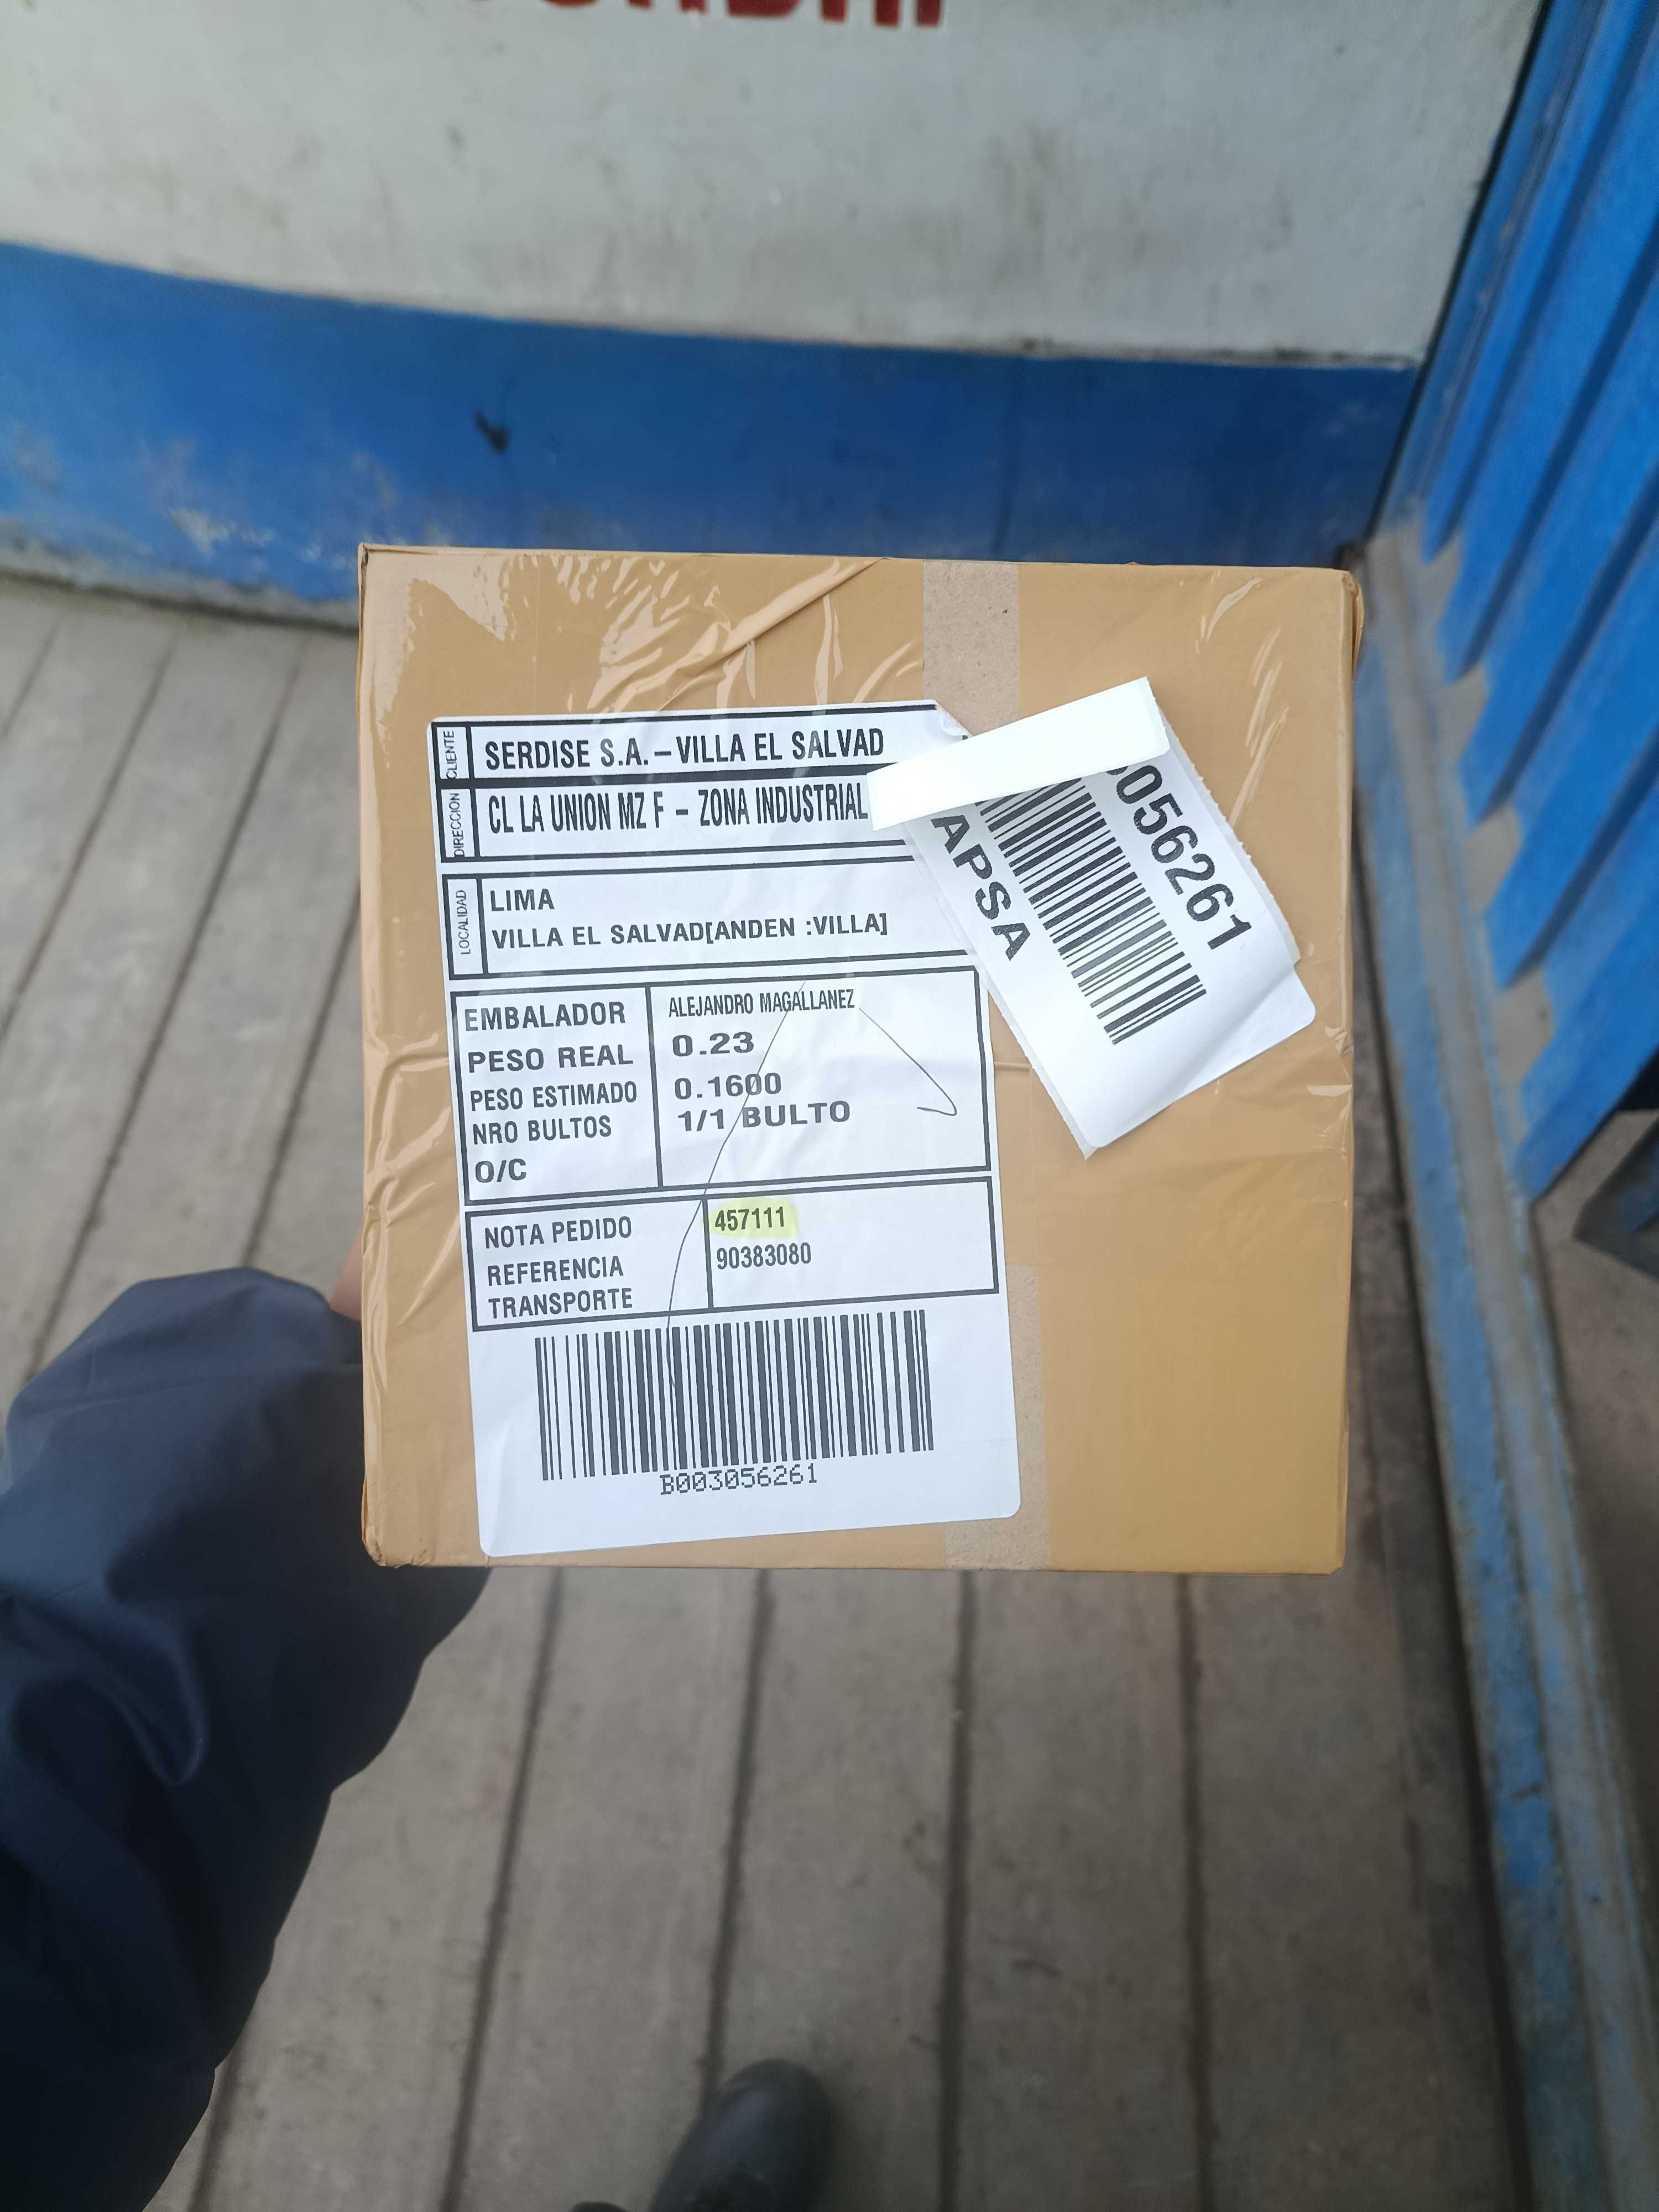 CLIENTE
SERDISE S.A. – VILLA EL SALVAD
DIRECCION
CL LA UNION MZ F – ZONA INDUSTRIAL
LOCALIDAD
LIMA
VILLA EL SALVAD[ANDEN :VILLA]
EMBALADOR ALEJANDRO MAGALLANEZ
PESO REAL 0.23
PESO ESTIMADO 0.1600
NRO BULTOS 1/1 BULTO
O/C
NOTA PEDIDO 457111
REFERENCIA 90383080
TRANSPORTE
B003056261
056261
APSA